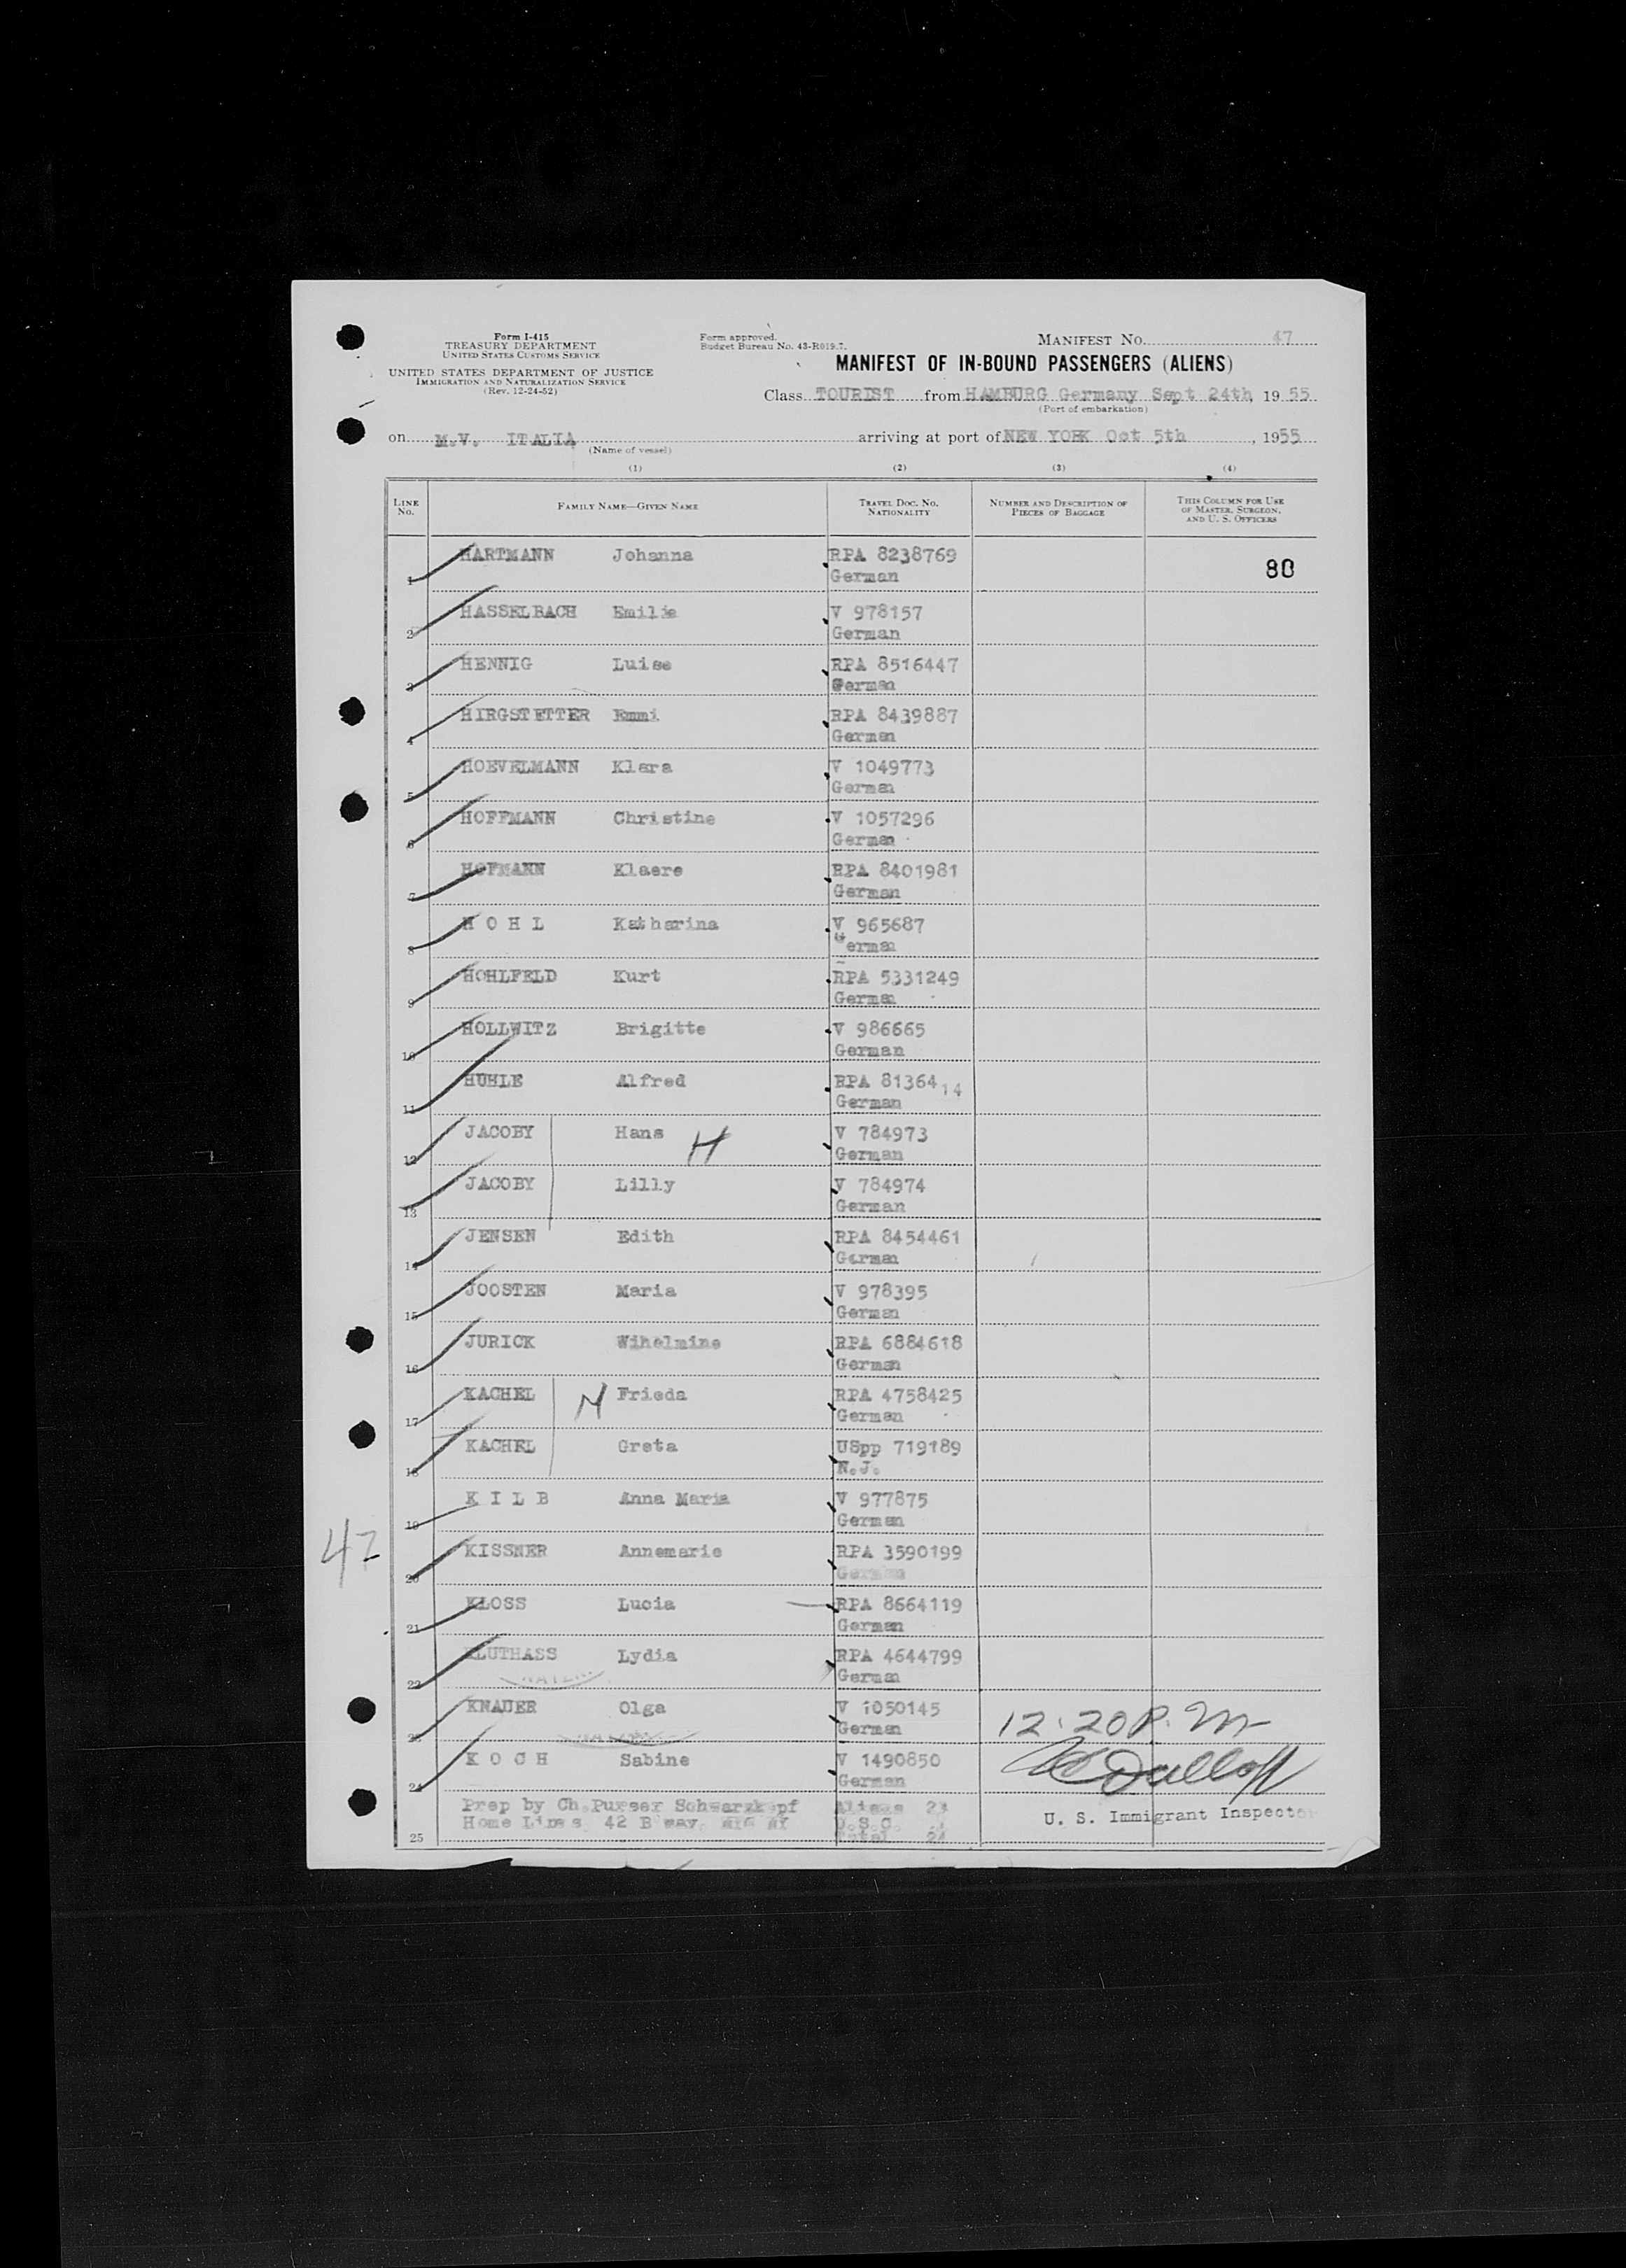 Form I-415
TREASURY DEPARTMENT
UNITED STATES CUSTOMS SERVICE
UNITED STATES DEPARTMENT OF JUSTICE
IMMIGRATION AND NATURALIZATION SERVICE
(Rev. 12-24-52)
Form approved.
Budget Bureau No. 43-R019.7.
MANIFEST No. 47
MANIFEST OF IN-BOUND PASSENGERS (ALIENS)
Class TOURIST from HAMBURG Germany Sept 24th, 1955
(Port of embarkation)
on M.V. ITALIA arriving at port of NEW YORK Oct 5th, 1955
(Name of vessel)
(1) (2) (3) (4)
LINE No. FAMILY NAME—GIVEN NAME TRAVEL DOC. No. NATIONALITY NUMBER AND DESCRIPTION OF PIECES OF BAGGAGE THIS COLUMN FOR USE OF MASTER, SURGEON, AND U. S. OFFICERS
1 HARTMANN Johanna RPA 8238769 80
German
2 HASSELBACH Emilie V 978157
German
3 HENNIG Luise RPA 8516447
German
4 HIRGSTETTER Emmi RPA 8439887
German
5 HOEVELMANN Klara V 1049773
German
6 HOFFMANN Christine V 1057296
German
7 HOFMANN Klaere RPA 8401981
German
8 H O H L Katharina V 965687
German
9 HOHLFELD Kurt RPA 5331249
German
10 HOLLWITZ Brigitte V 986665
German
11 HUHLE Alfred RPA 8136414
German
12 JACOBY Hans H V 784973
German
13 JACOBY Lilly V 784974
German
14 JENSEN Edith RPA 8454461
German
15 JOOSTEN Maria V 978395
German
16 JURICK Wihelmine RPA 6884618
German
17 KACHEL Frieda RPA 4758425
German
18 KACHEL Greta USpp 719189
N.J.
19 K I L B Anna Maria V 977875
German
47
20 KISSNER Annemarie RPA 3590199
German
21 KLOSS Lucia RPA 8664119
German
22 KLUTHASS Lydia RPA 4644799
German
23 KNAUER Olga V 1050145
German
12.20 P.M
24 K O C H Sabine V 1490850
German
Prep by Ch.Purser Schwarzkopf Aliens 23
Home Lines 42 B'way U.S.C.
U. S. Immigrant Inspector
25 Total 24